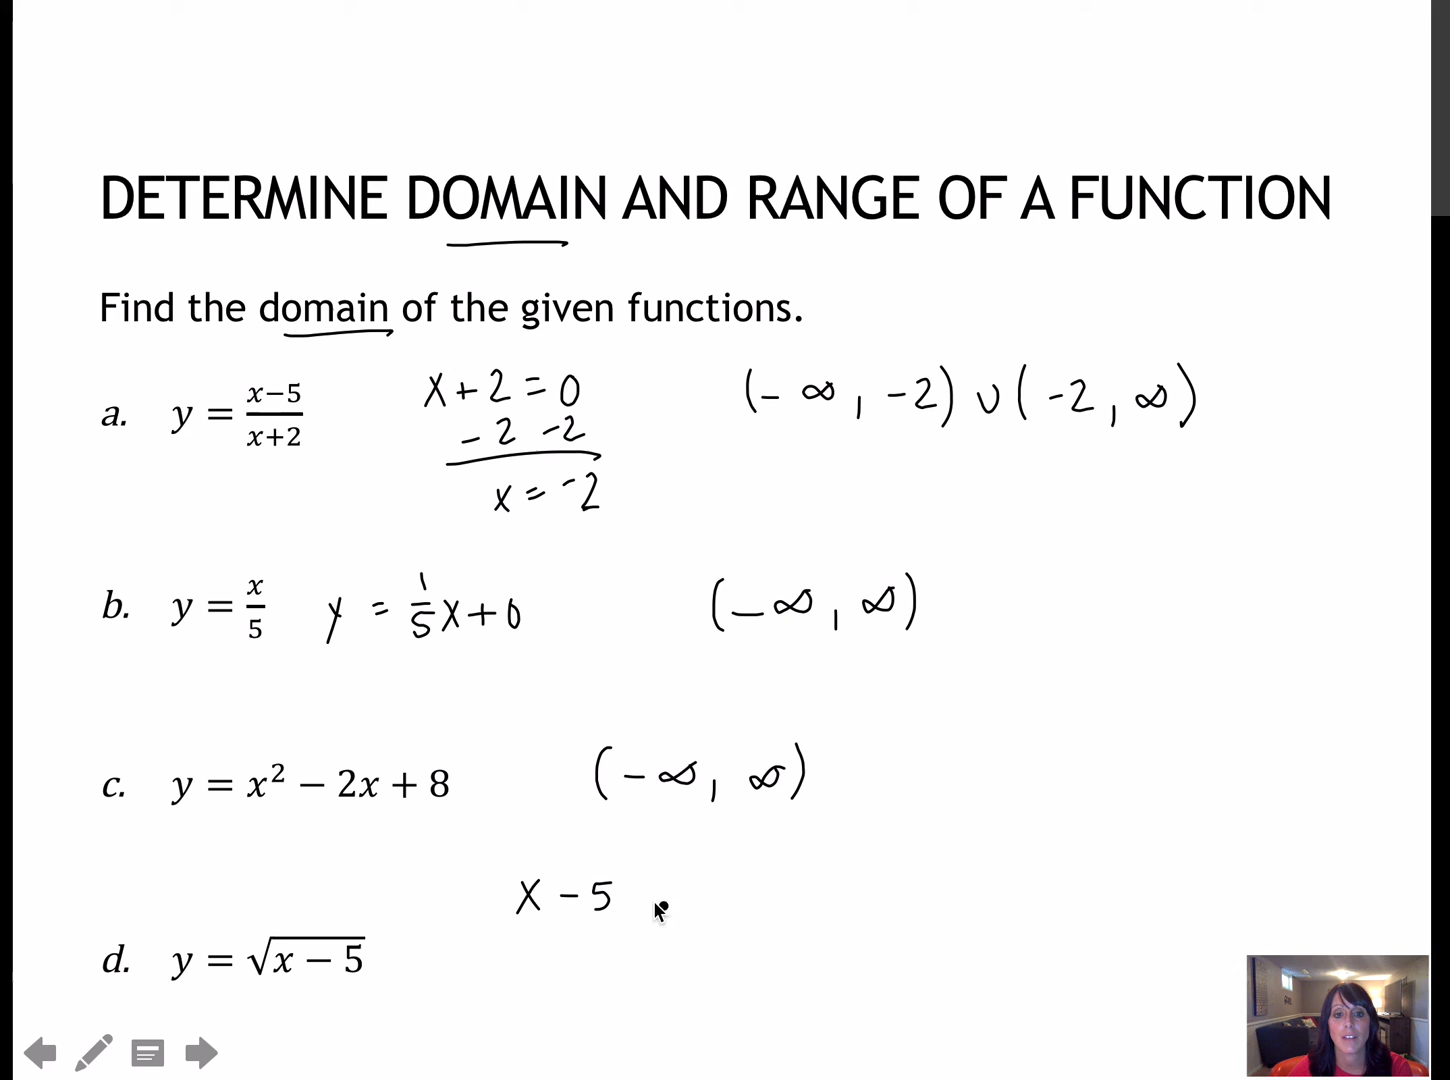 DETERMINE DOMAIN AND RANGE OF A FUNCTION
Find the domain of the given functions.
a. y = x−5/x+2 x + 2 = 0 (-∞, -2) ∪ (-2, ∞)
- 2 -2
x = -2
b. y = x/5 y = 1/5 x + 0 (-∞, ∞)
c. y = x² − 2x + 8 (-∞, ∞)
x - 5
d. y = √x − 5